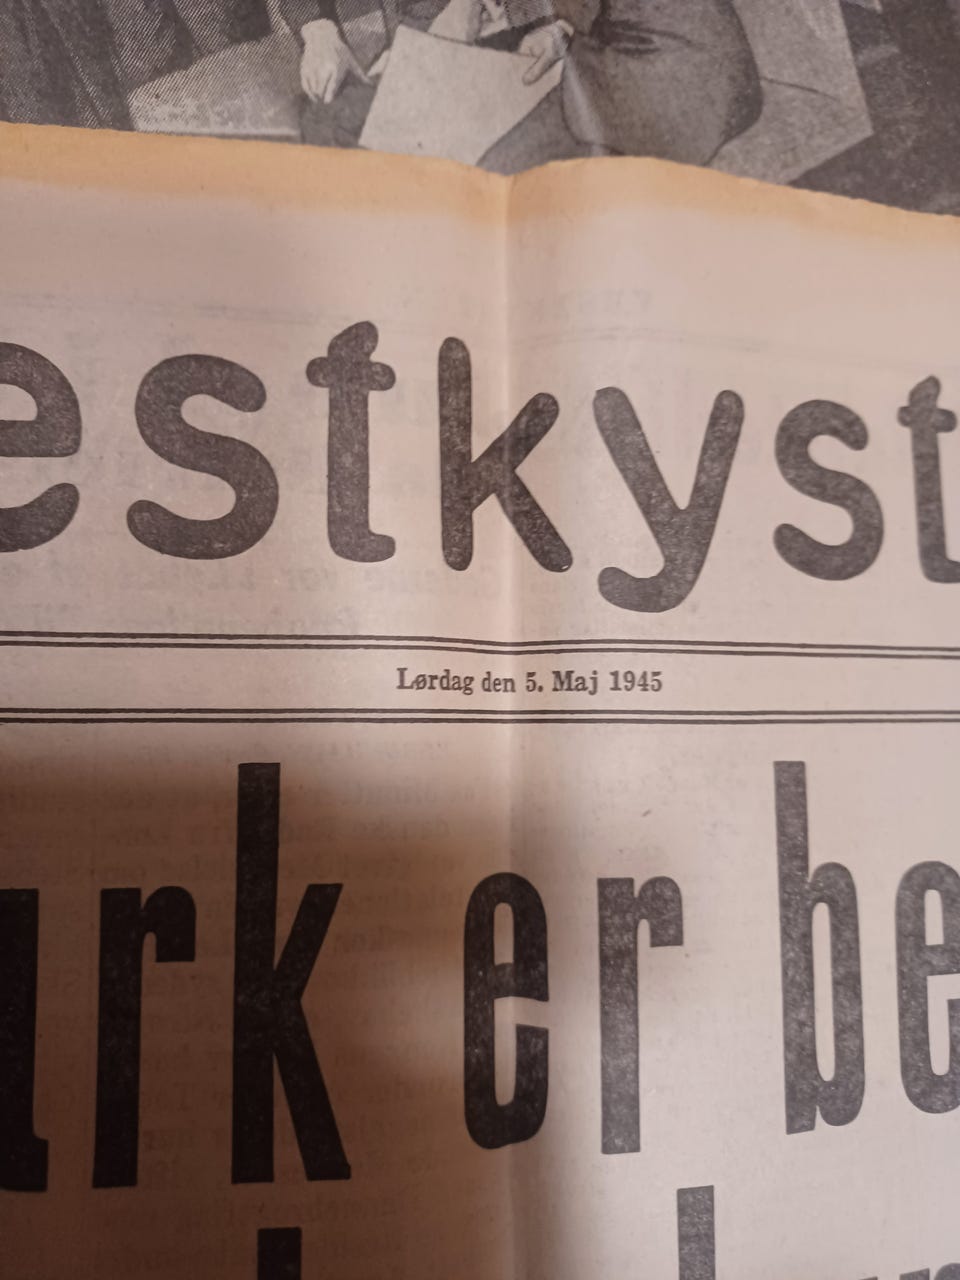 estkyst
Lørdag den 5. Maj 1945
ark er be